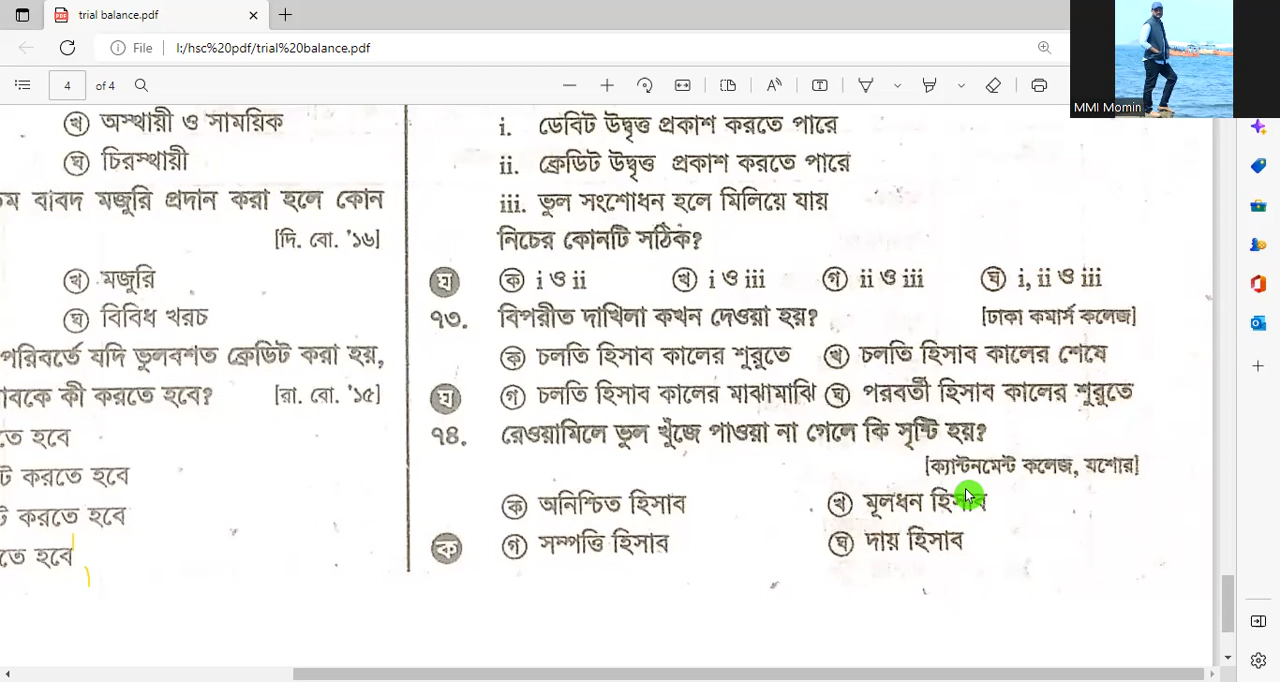 trial balance.pdf
File
I:/hsc%20pdf/trial%20balance.pdf
4
of 4
MMI Momin
খ অস্থায়ী ও সাময়িক
ঘ চিরস্থায়ী
বাবদ মজুরি প্রদান করা হলে কোন
[দি. বো. '১৬]
খ মজুরি
ঘ বিবিধ খরচ
পরিবর্তে যদি ভুলবশত ক্রেডিট করা হয়,
কী করতে হবে? [রা. বো. '১৫]
হবে
করতে হবে
করতে হবে
হবে
i. ডেবিট উদ্বৃত্ত প্রকাশ করতে পারে
ii. ক্রেডিট উদ্বৃত্ত প্রকাশ করতে পারে
iii. ভুল সংশোধন হলে মিলিয়ে যায়
নিচের কোনটি সঠিক?
ঘ ক i ও ii খ i ও iii গ ii ও iii ঘ i, ii ও iii
৭৩. বিপরীত দাখিলা কখন দেওয়া হয়? [ঢাকা কমার্স কলেজ]
ক চলতি হিসাব কালের শুরুতে খ চলতি হিসাব কালের শেষে
ঘ গ চলতি হিসাব কালের মাঝামাঝি ঘ পরবর্তী হিসাব কালের শুরুতে
৭৪. রেওয়ামিলে ভুল খুঁজে পাওয়া না গেলে কি সৃষ্টি হয়?
[ক্যান্টনমেন্ট কলেজ, যশোর]
ক অনিশ্চিত হিসাব খ মূলধন হিসাব
ক গ সম্পত্তি হিসাব ঘ দায় হিসাব